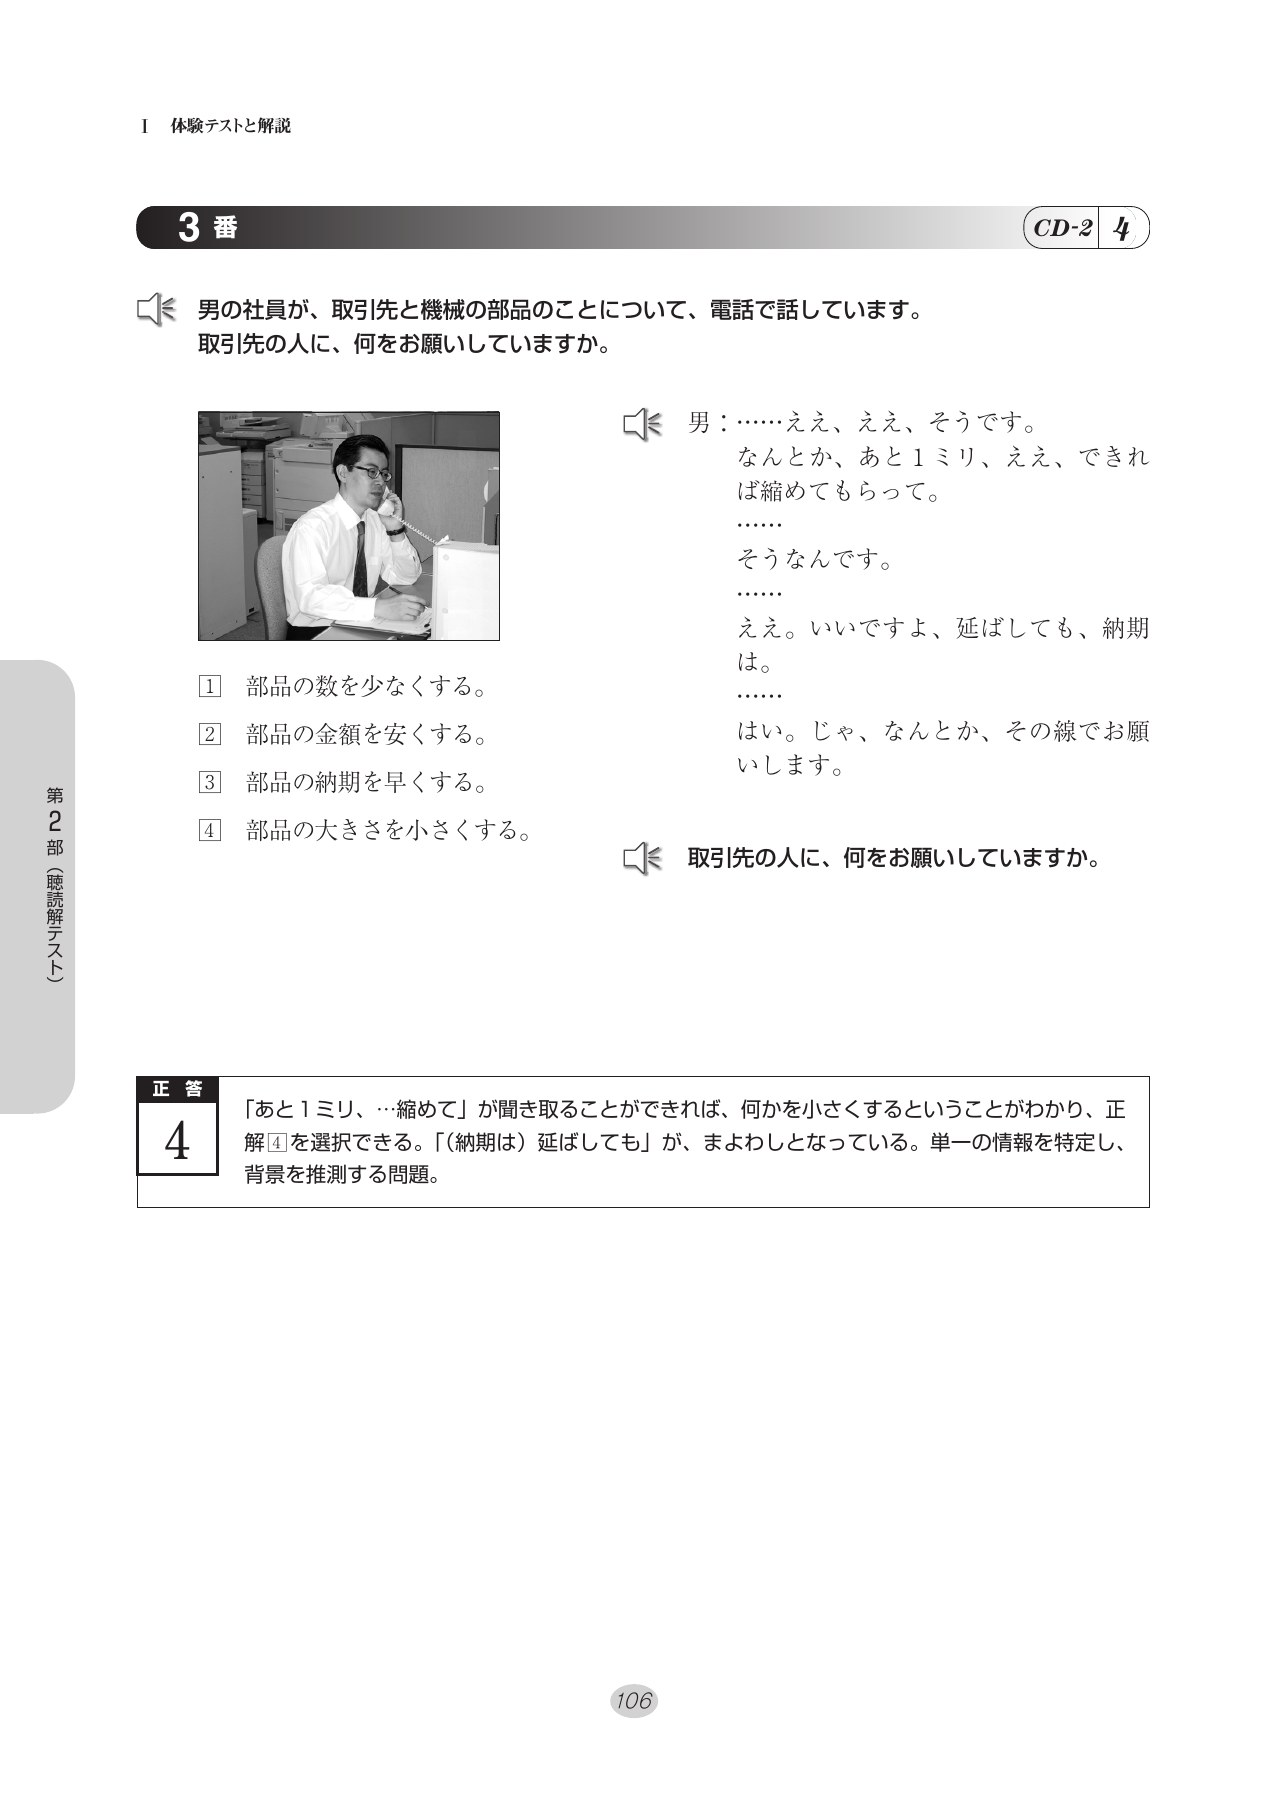 Ⅰ 体験テストと解説
3 番
CD-2 4
男の社員が、取引先と機械の部品のことについて、電話で話しています。
取引先の人に、何をお願いしていますか。
1 部品の数を少なくする。
2 部品の金額を安くする。
3 部品の納期を早くする。
4 部品の大きさを小さくする。
男：……ええ、ええ、そうです。
なんとか、あと１ミリ、ええ、できれ
ば縮めてもらって。
……
そうなんです。
……
ええ。いいですよ、延ばしても、納期
は。
……
はい。じゃ、なんとか、その線でお願
いします。
取引先の人に、何をお願いしていますか。
第2部（聴読解テスト）
正 答
4
「あと１ミリ、…縮めて」が聞き取ることができれば、何かを小さくするということがわかり、正
解4を選択できる。「（納期は）延ばしても」が、まよわしとなっている。単一の情報を特定し、
背景を推測する問題。
106